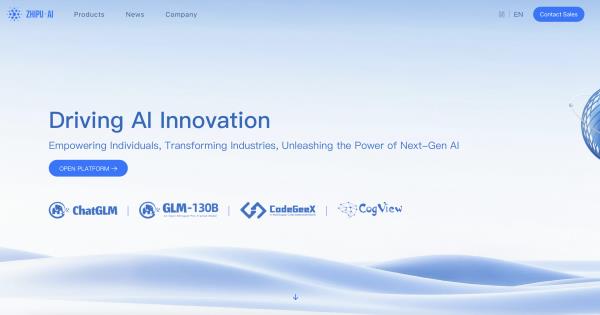 ZHIPU·AI
Products
News
Company
EN
Contact Sales
Driving AI Innovation
Empowering Individuals, Transforming Industries, Unleashing the Power of Next-Gen AI
OPEN PLATFORM →
ChatGLM
GLM-130B
CodeGeeX
CogView